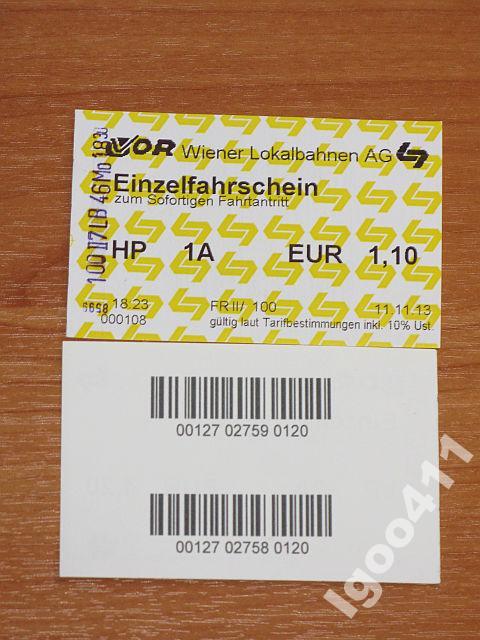 VOR Wiener Lokalbahnen AG
Einzelfahrschein
zum Sofortigen Fahrtantritt
HP 1A EUR 1,10
18.23 FR II/ 100 11.11.13
000108 gültig laut Tarifbestimmungen inkl. 10% Ust.
00127 02759 0120
00127 02758 0120
Igoo411